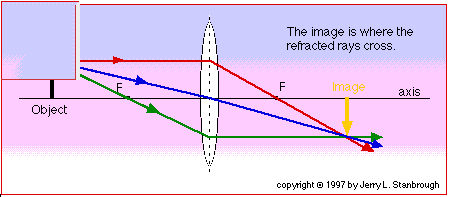 The image is where the
refracted rays cross.
F
F
Image
axis
Object
copyright © 1997 by Jerry L. Stanbrough